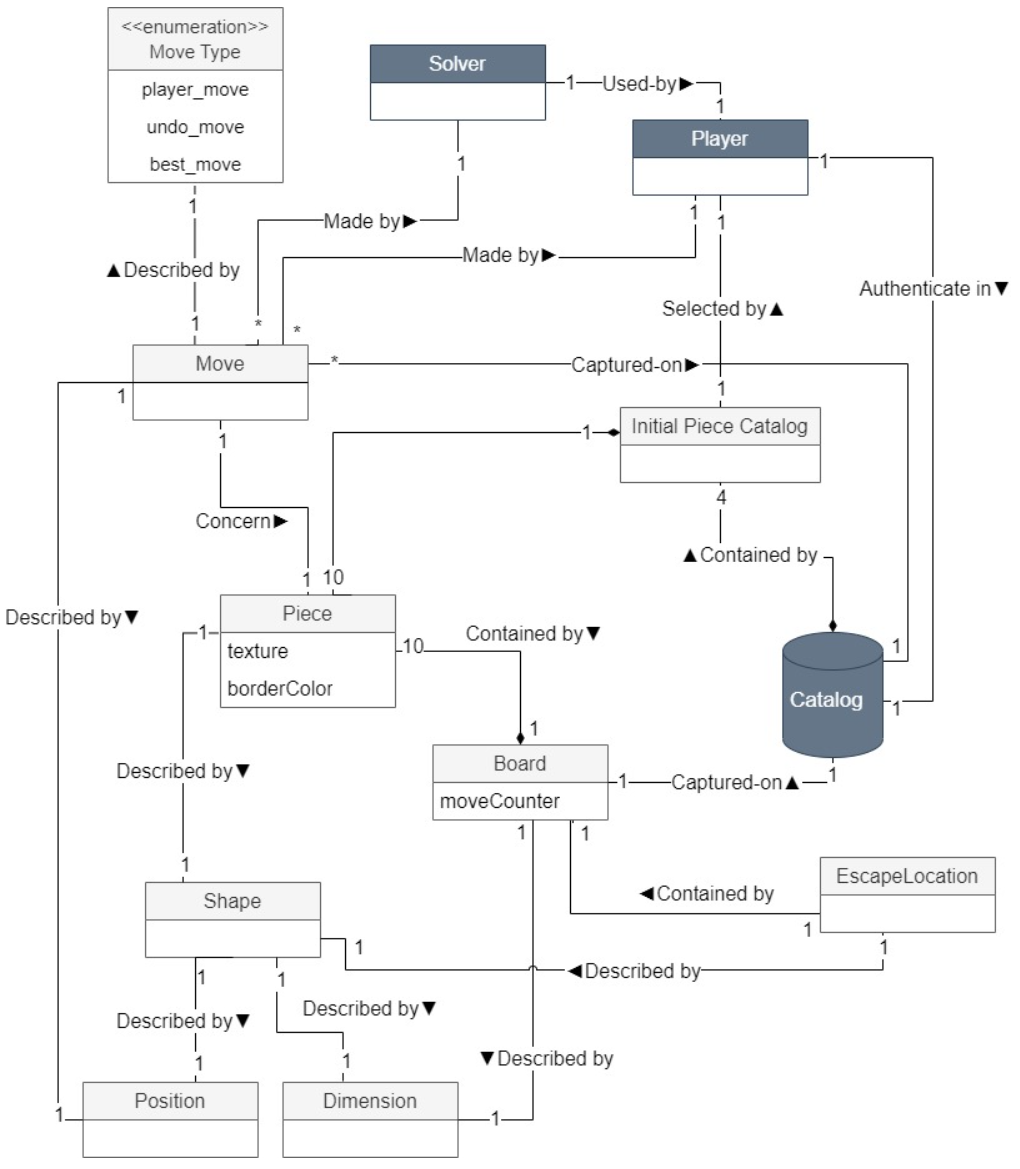 <<enumeration>>
Move Type
player_move
undo_move
best_move
Solver
1
Used-by▶
1
Player
1
1
1
1
1
Made by▶
Made by▶
▲Described by
Authenticate in▼
Selected by▲
1
*
*
Move
*
Captured-on▶
1
1
Initial Piece Catalog
1
1
4
Concern▶
▲Contained by
1
10
Described by▼
Piece
texture
borderColor
1
10
Contained by▼
1
Catalog
1
1
Board
moveCounter
1
Captured-on▲
1
Described by▼
1
1
1
EscapeLocation
◀Contained by
1
Shape
1
1
◀Described by
1
1
Described by▼
Described by▼
▼Described by
1
1
Position
Dimension
1
1